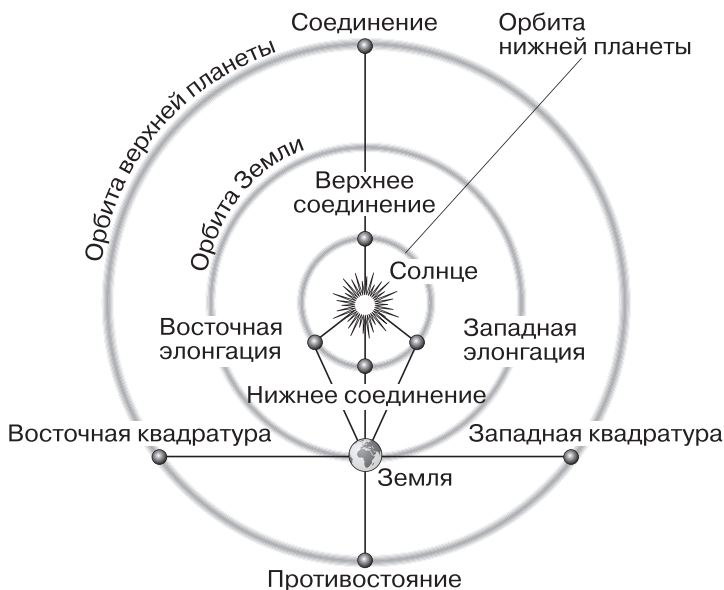 Соединение
Орбита
нижней планеты
Орбита верхней планеты
Орбита Земли
Верхнее
соединение
Солнце
Восточная
элонгация
Западная
элонгация
Нижнее соединение
Восточная квадратура
Западная квадратура
Земля
Противостояние